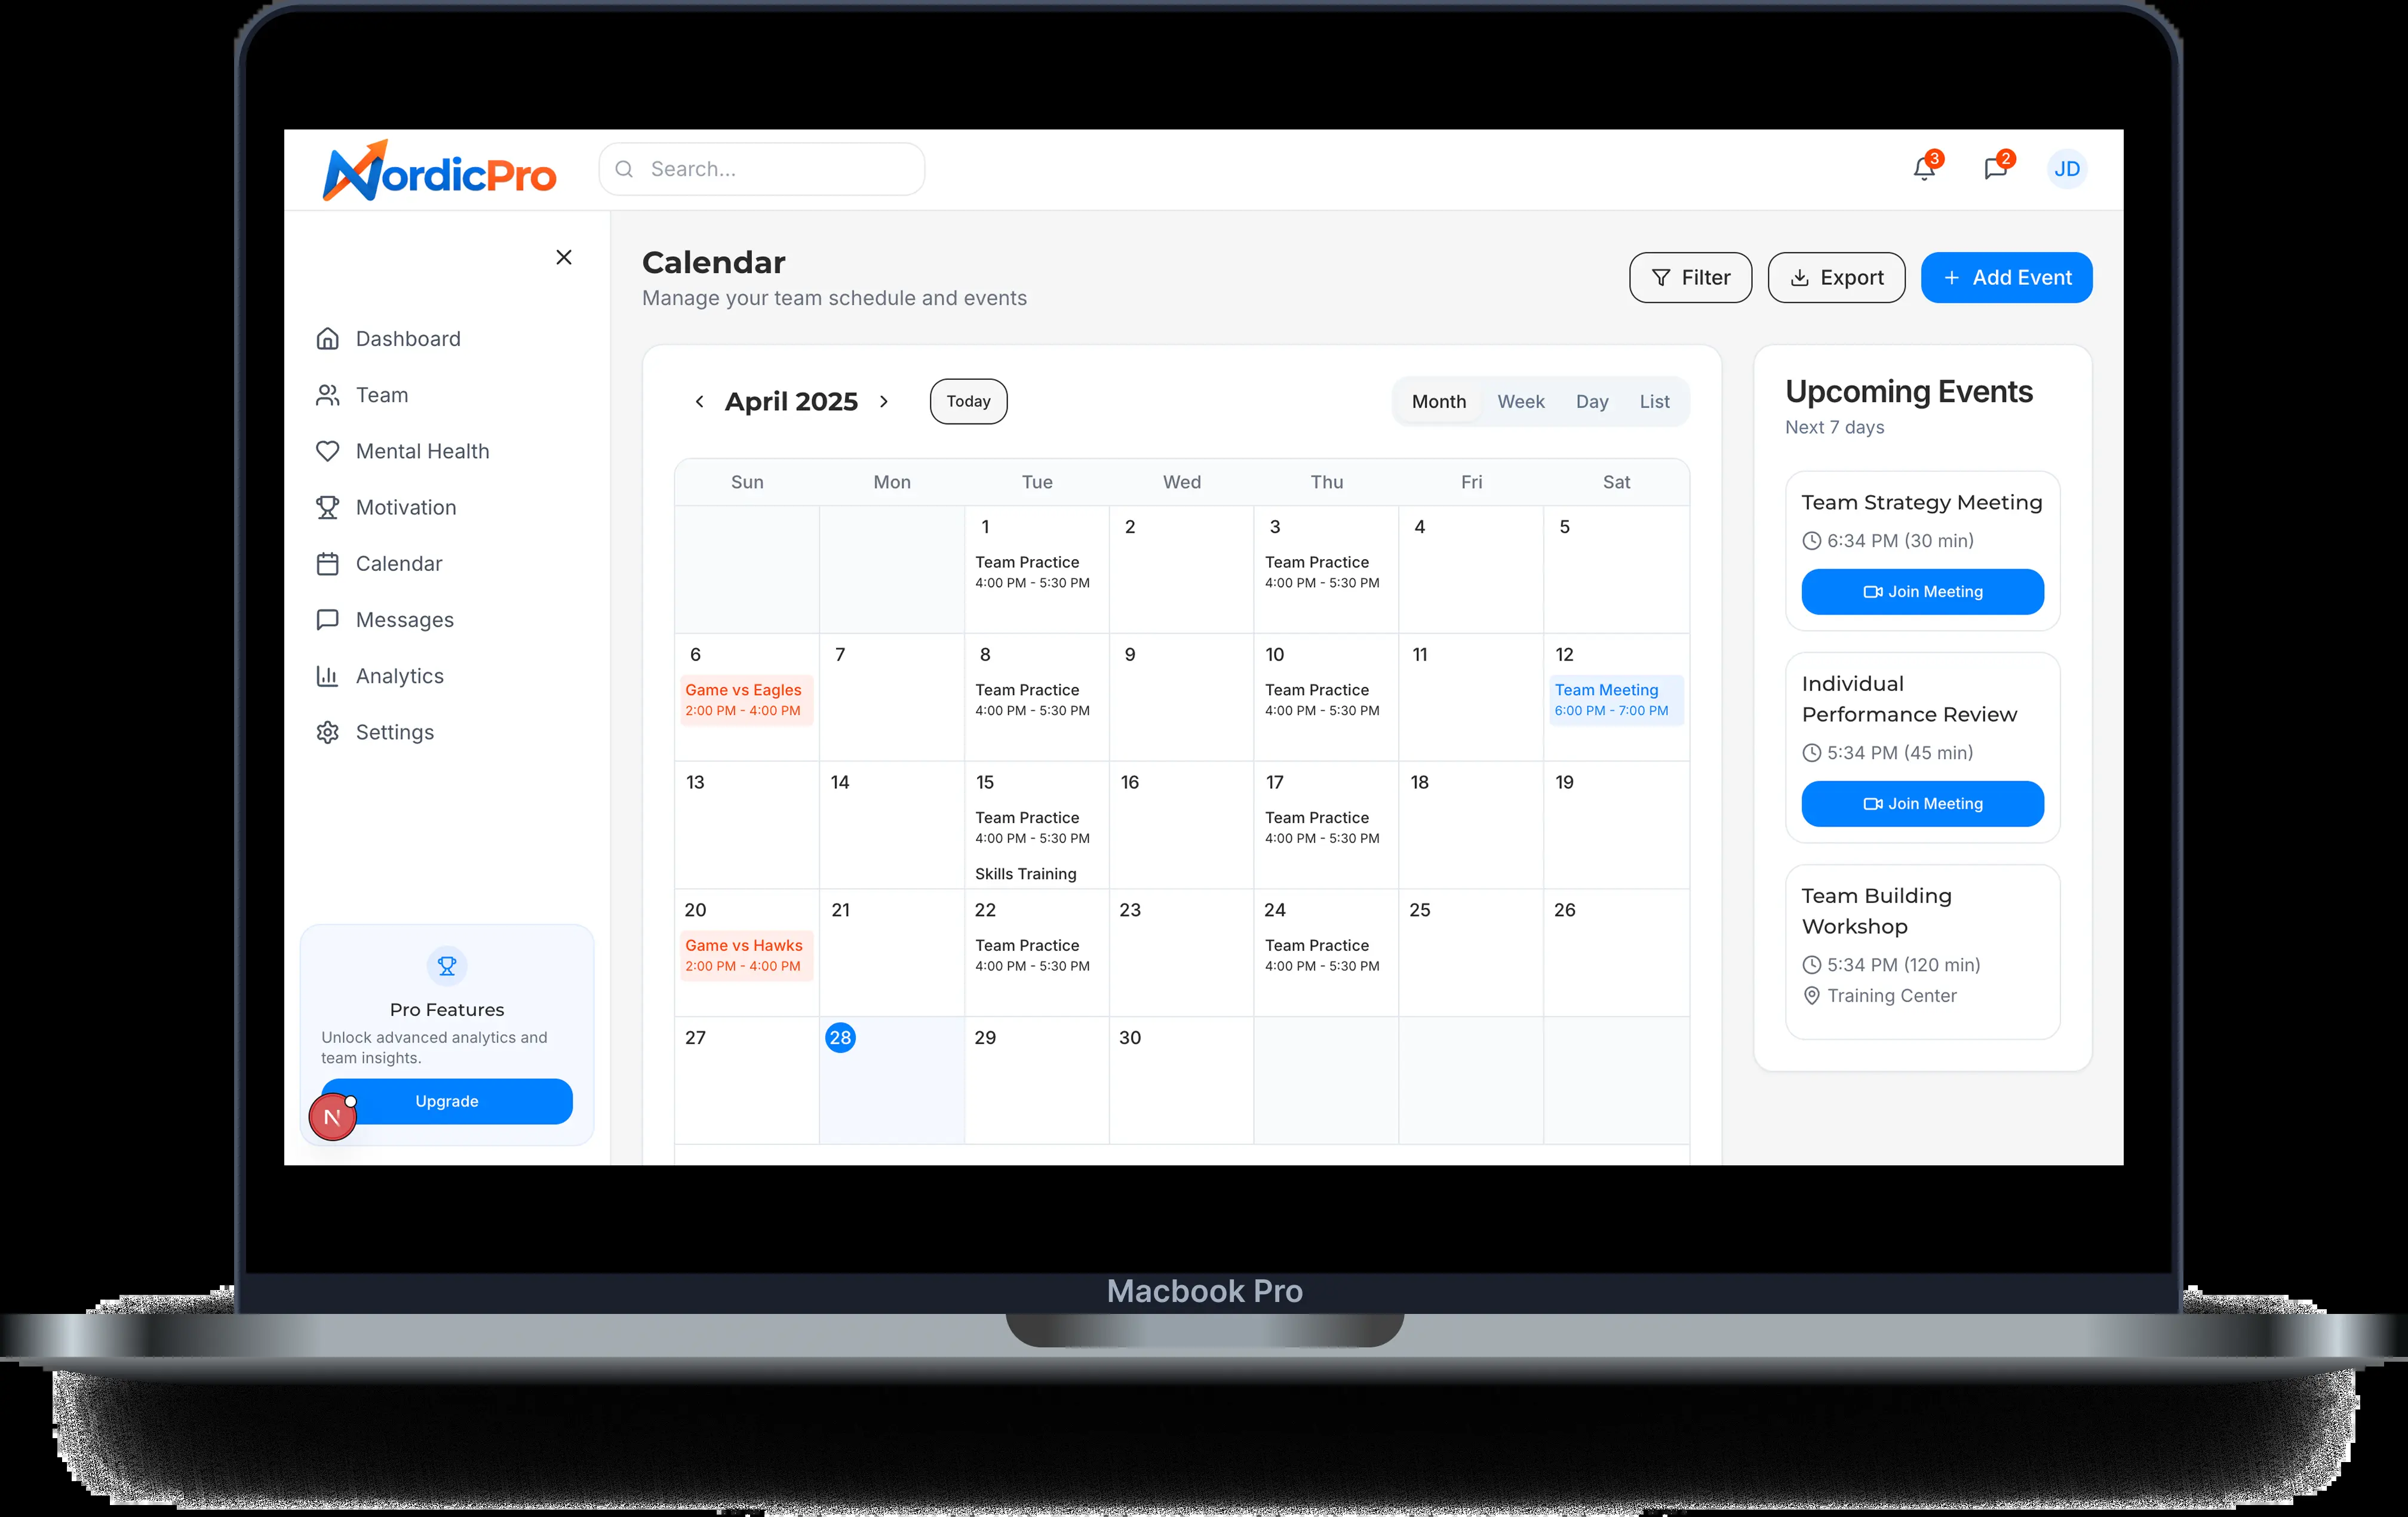 NordicPro
Search...
3
2
JD
Dashboard
Team
Mental Health
Motivation
Calendar
Messages
Analytics
Settings
Pro Features
Unlock advanced analytics and
team insights.
Upgrade
N
Calendar
Manage your team schedule and events
Filter
Export
Add Event
April 2025
Today
Month Week Day List
Sun Mon Tue Wed Thu Fri Sat
1 2 3 4 5
Team Practice Team Practice
4:00 PM - 5:30 PM 4:00 PM - 5:30 PM
6 7 8 9 10 11 12
Game vs Eagles Team Practice Team Practice Team Meeting
2:00 PM - 4:00 PM 4:00 PM - 5:30 PM 4:00 PM - 5:30 PM 6:00 PM - 7:00 PM
13 14 15 16 17 18 19
Team Practice Team Practice
4:00 PM - 5:30 PM 4:00 PM - 5:30 PM
Skills Training
20 21 22 23 24 25 26
Game vs Hawks Team Practice Team Practice
2:00 PM - 4:00 PM 4:00 PM - 5:30 PM 4:00 PM - 5:30 PM
27 28 29 30
Upcoming Events
Next 7 days
Team Strategy Meeting
6:34 PM (30 min)
Join Meeting
Individual
Performance Review
5:34 PM (45 min)
Join Meeting
Team Building
Workshop
5:34 PM (120 min)
Training Center
Macbook Pro